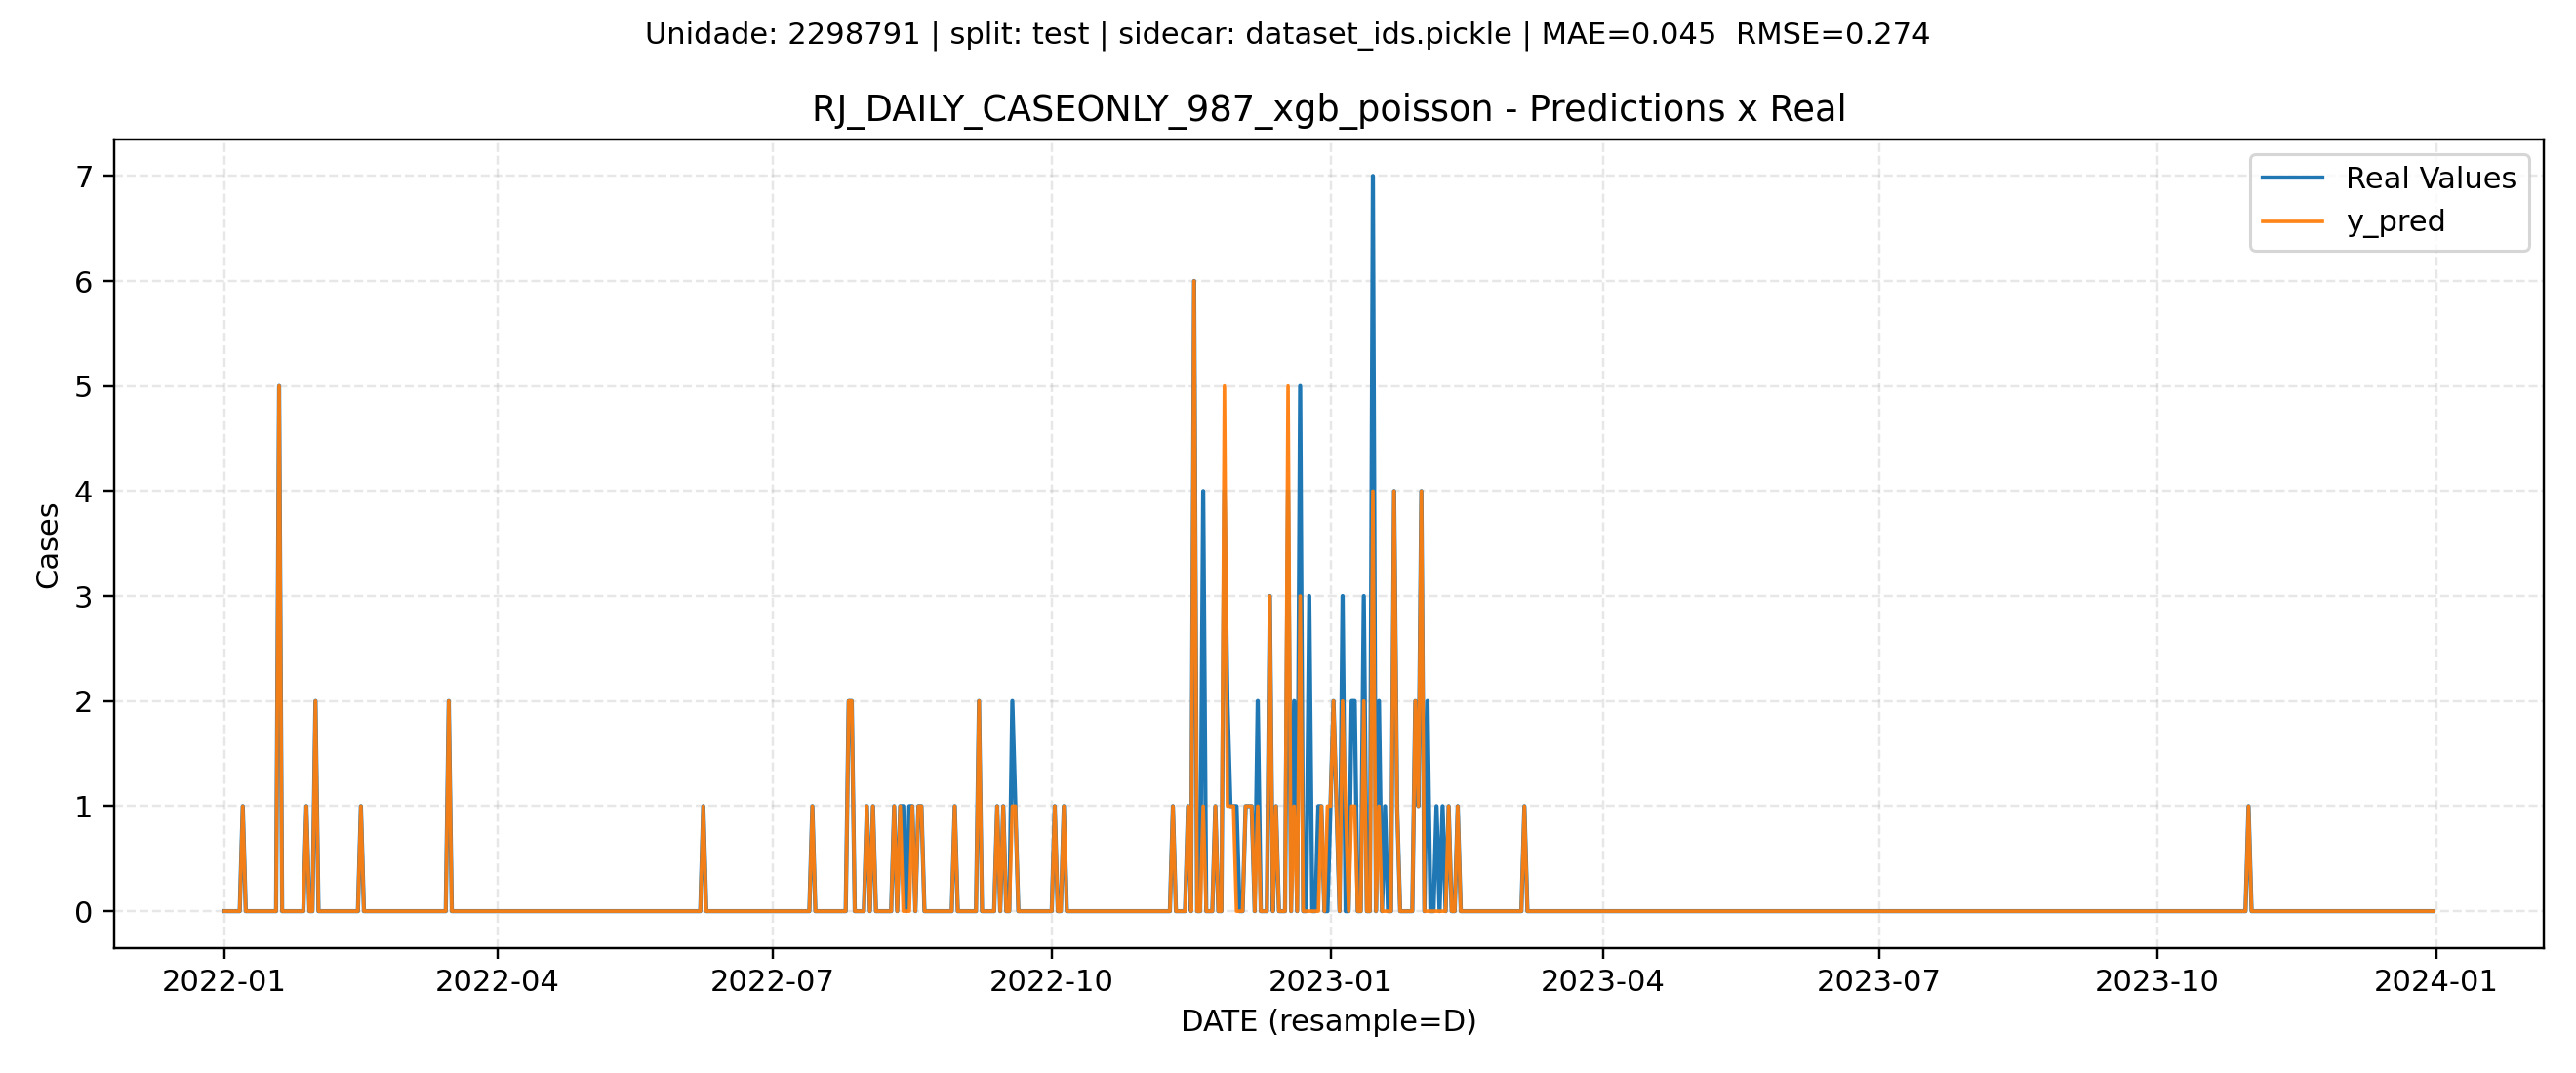 Unidade: 2298791 | split: test | sidecar: dataset_ids.pickle | MAE=0.045  RMSE=0.274
RJ_DAILY_CASEONLY_987_xgb_poisson - Predictions x Real
Real Values
y_pred
7
6
5
4
3
2
1
0
Cases
2022-01 2022-04 2022-07 2022-10 2023-01 2023-04 2023-07 2023-10 2024-01
DATE (resample=D)